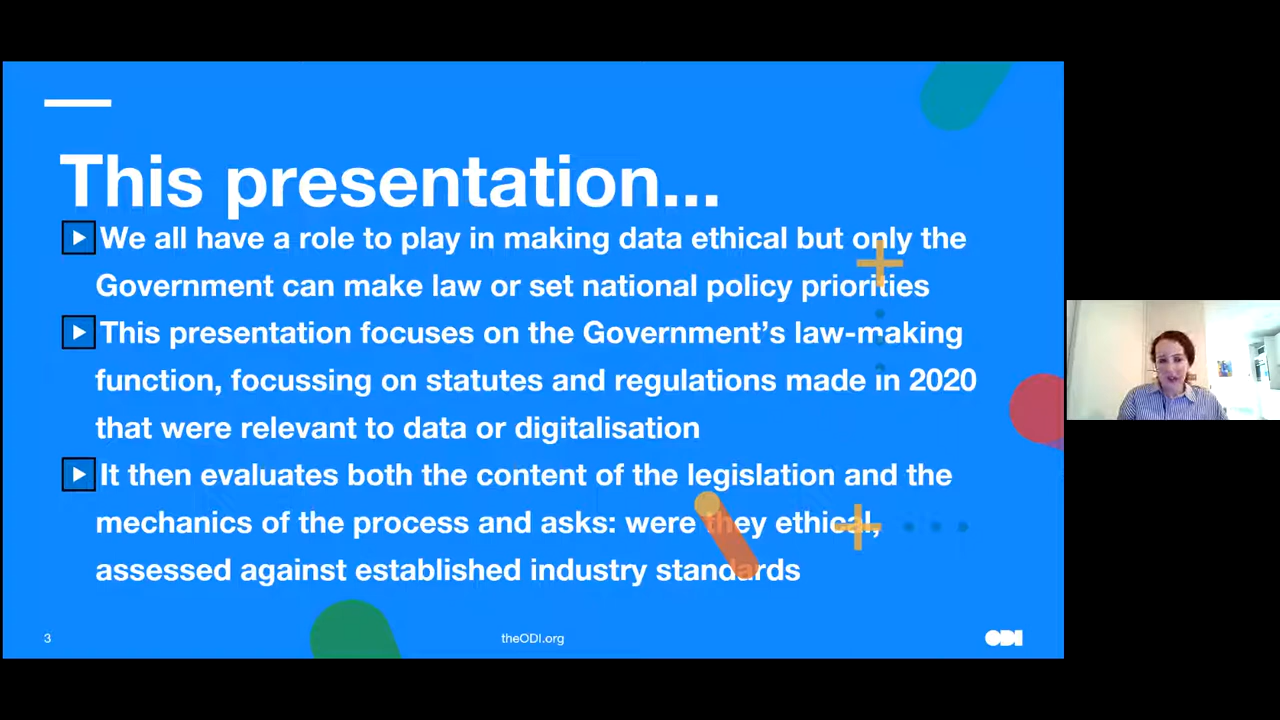 This presentation...
We all have a role to play in making data ethical but only the
Government can make law or set national policy priorities
This presentation focuses on the Government's law-making
function, focussing on statutes and regulations made in 2020
that were relevant to data or digitalisation
It then evaluates both the content of the legislation and the
mechanics of the process and asks: were they ethical,
assessed against established industry standards
3
theODI.org
ODI